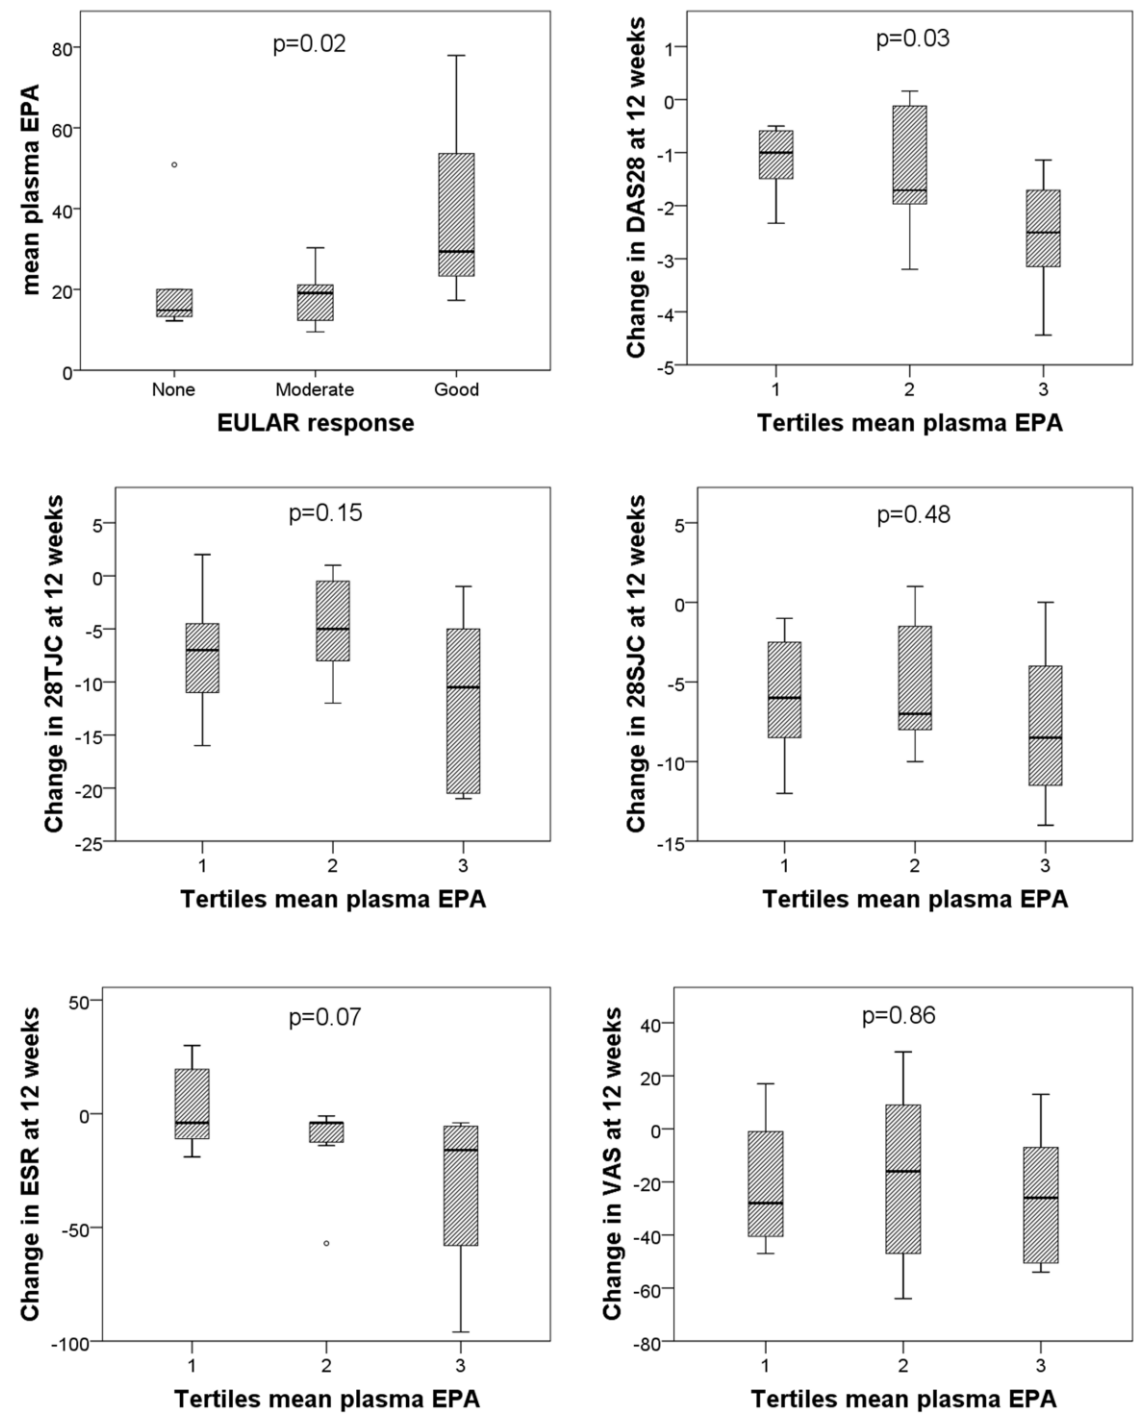 mean plasma EPA
80
60
40
20
0
p=0.02
None Moderate Good
EULAR response
Change in DAS28 at 12 weeks
1
0
-1
-2
-3
-4
-5
p=0.03
1 2 3
Tertiles mean plasma EPA
Change in 28TJC at 12 weeks
5
0
-5
-10
-15
-20
-25
p=0.15
1 2 3
Tertiles mean plasma EPA
Change in 28SJC at 12 weeks
5
0
-5
-10
-15
p=0.48
1 2 3
Tertiles mean plasma EPA
Change in ESR at 12 weeks
50
0
-50
-100
p=0.07
1 2 3
Tertiles mean plasma EPA
Change in VAS at 12 weeks
40
20
0
-20
-40
-60
-80
p=0.86
1 2 3
Tertiles mean plasma EPA